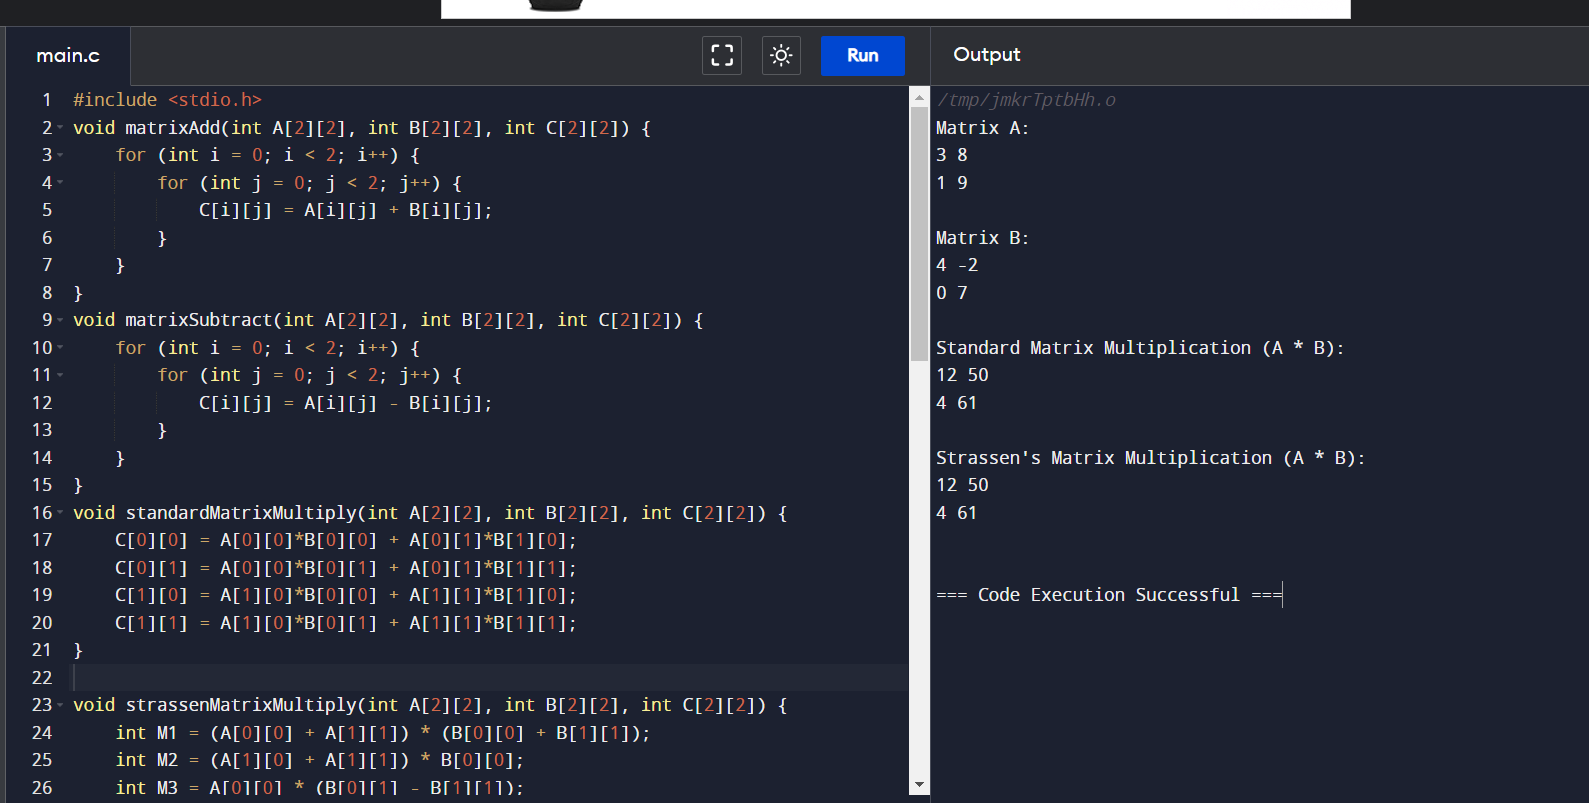 main.c
Run
Output
1 #include <stdio.h>
2 void matrixAdd(int A[2][2], int B[2][2], int C[2][2]) {
3     for (int i = 0; i < 2; i++) {
4         for (int j = 0; j < 2; j++) {
5             C[i][j] = A[i][j] + B[i][j];
6         }
7     }
8 }
9 void matrixSubtract(int A[2][2], int B[2][2], int C[2][2]) {
10     for (int i = 0; i < 2; i++) {
11         for (int j = 0; j < 2; j++) {
12             C[i][j] = A[i][j] - B[i][j];
13         }
14     }
15 }
16 void standardMatrixMultiply(int A[2][2], int B[2][2], int C[2][2]) {
17     C[0][0] = A[0][0]*B[0][0] + A[0][1]*B[1][0];
18     C[0][1] = A[0][0]*B[0][1] + A[0][1]*B[1][1];
19     C[1][0] = A[1][0]*B[0][0] + A[1][1]*B[1][0];
20     C[1][1] = A[1][0]*B[0][1] + A[1][1]*B[1][1];
21 }
22
23 void strassenMatrixMultiply(int A[2][2], int B[2][2], int C[2][2]) {
24     int M1 = (A[0][0] + A[1][1]) * (B[0][0] + B[1][1]);
25     int M2 = (A[1][0] + A[1][1]) * B[0][0];
26     int M3 = A[0][0] * (B[0][1] - B[1][1]);
/tmp/jmkrTptbHh.o
Matrix A:
3 8
1 9
Matrix B:
4 -2
0 7
Standard Matrix Multiplication (A * B):
12 50
4 61
Strassen's Matrix Multiplication (A * B):
12 50
4 61
=== Code Execution Successful ===